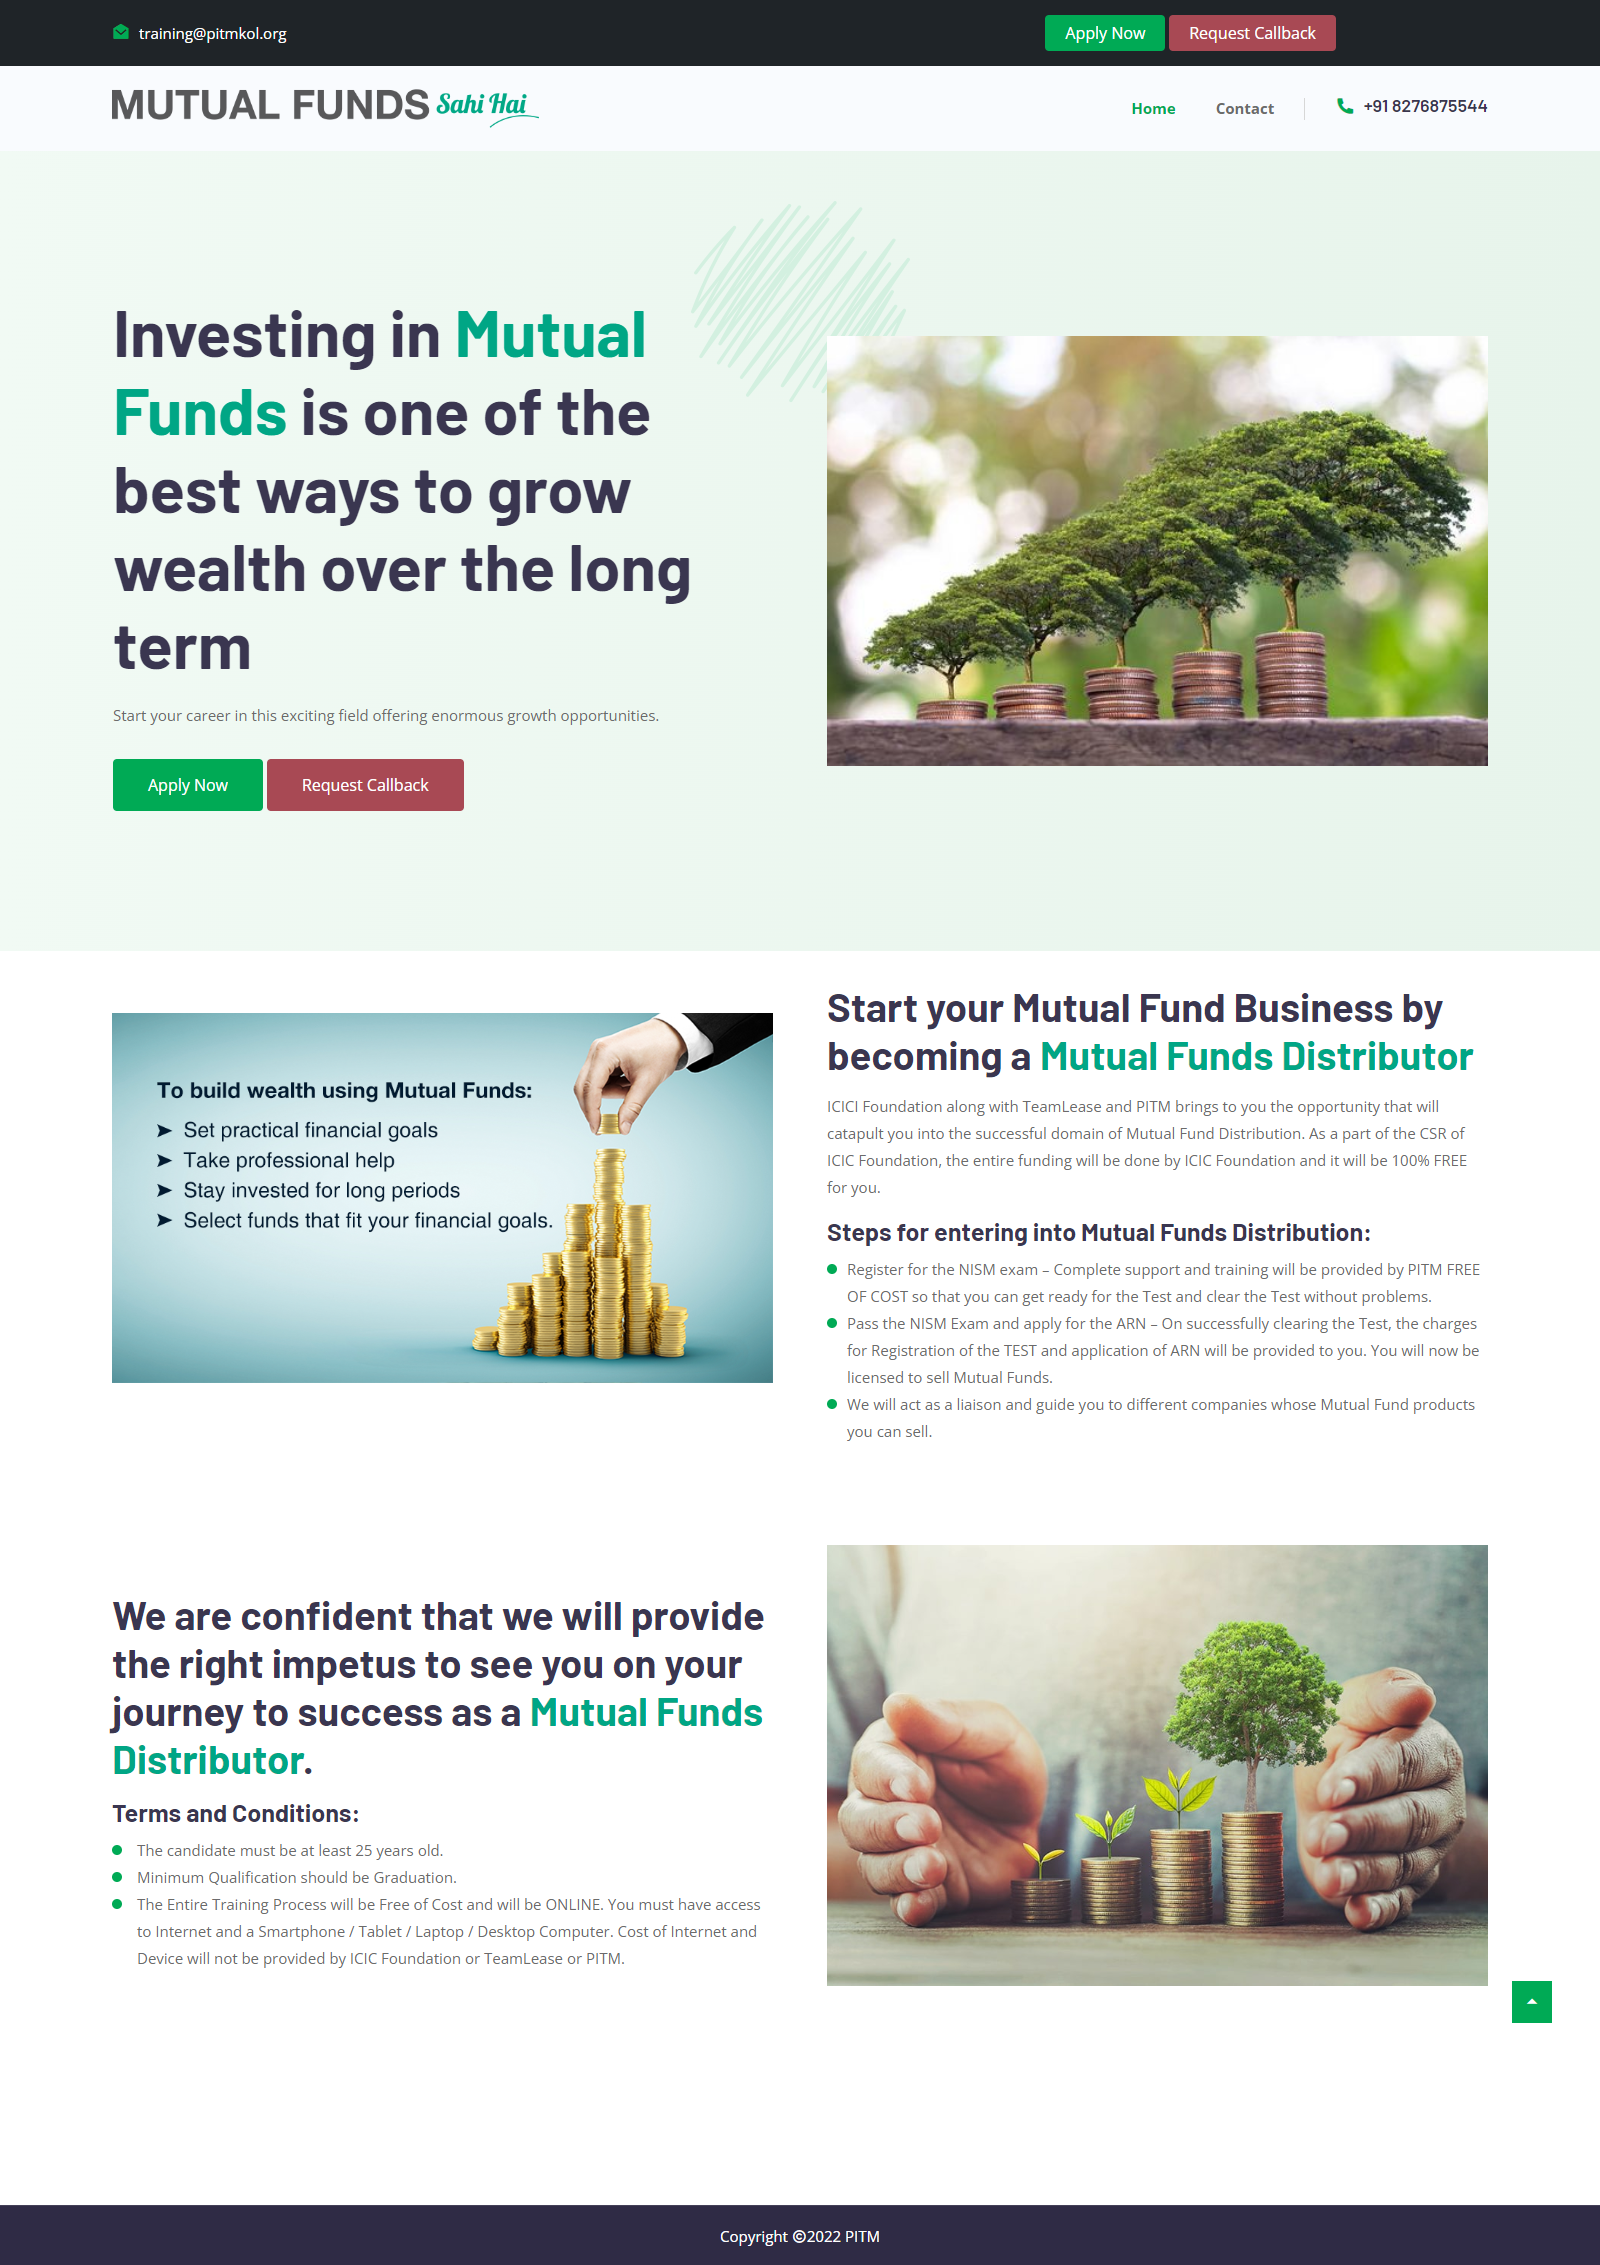 training@pitmkol.org
Apply Now
Request Callback
MUTUAL FUNDS Sahi Hai
Home
Contact
+91 8276875544
Investing in Mutual
Funds is one of the
best ways to grow
wealth over the long
term
Start your career in this exciting field offering enormous growth opportunities.
Apply Now
Request Callback
To build wealth using Mutual Funds:
➤ Set practical financial goals
➤ Take professional help
➤ Stay invested for long periods
➤ Select funds that fit your financial goals.
Start your Mutual Fund Business by
becoming a Mutual Funds Distributor
ICICI Foundation along with TeamLease and PITM brings to you the opportunity that will
catapult you into the successful domain of Mutual Fund Distribution. As a part of the CSR of
ICIC Foundation, the entire funding will be done by ICIC Foundation and it will be 100% FREE
for you.
Steps for entering into Mutual Funds Distribution:
Register for the NISM exam – Complete support and training will be provided by PITM FREE
OF COST so that you can get ready for the Test and clear the Test without problems.
Pass the NISM Exam and apply for the ARN – On successfully clearing the Test, the charges
for Registration of the TEST and application of ARN will be provided to you. You will now be
licensed to sell Mutual Funds.
We will act as a liaison and guide you to different companies whose Mutual Fund products
you can sell.
We are confident that we will provide
the right impetus to see you on your
journey to success as a Mutual Funds
Distributor.
Terms and Conditions:
The candidate must be at least 25 years old.
Minimum Qualification should be Graduation.
The Entire Training Process will be Free of Cost and will be ONLINE. You must have access
to Internet and a Smartphone / Tablet / Laptop / Desktop Computer. Cost of Internet and
Device will not be provided by ICIC Foundation or TeamLease or PITM.
Copyright ©2022 PITM